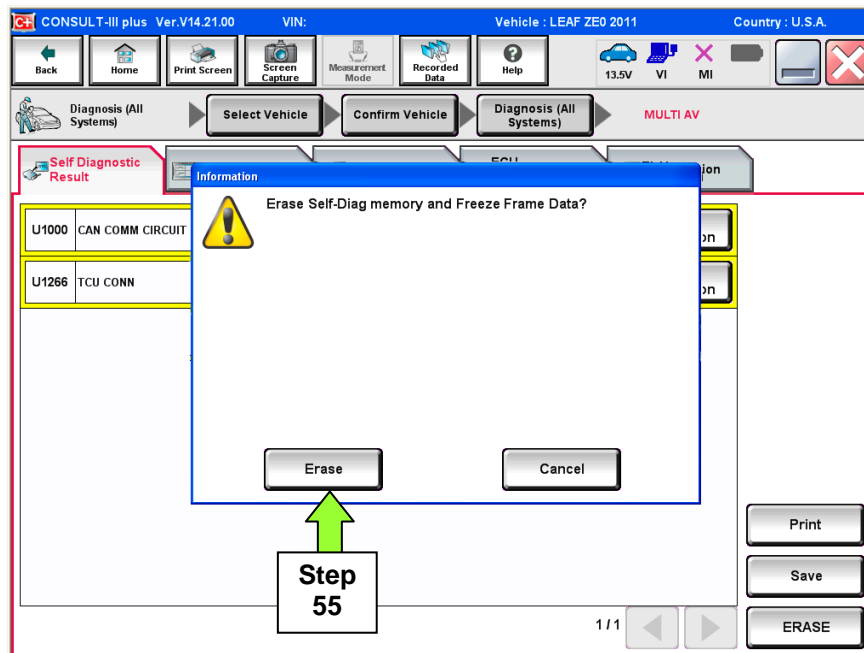 C+ CONSULT-III plus Ver.V14.21.00 VIN: Vehicle : LEAF ZE0 2011 Country : U.S.A.
Back
Home
Print Screen
Screen
Capture
Measurement
Mode
Recorded
Data
Help
13.5V
VI
MI
Diagnosis (All
Systems)
Select Vehicle
Confirm Vehicle
Diagnosis (All
Systems)
MULTI AV
Self Diagnostic
Result
Information
Erase Self-Diag memory and Freeze Frame Data?
U1000 CAN COMM CIRCUIT
U1266 TCU CONN
Erase
Cancel
Step
55
Print
Save
1/1
ERASE